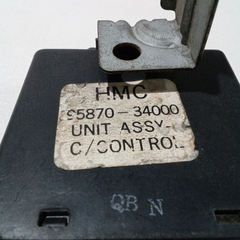 HMC
95870-34000
UNIT ASSY-
C/CONTROL
QB N